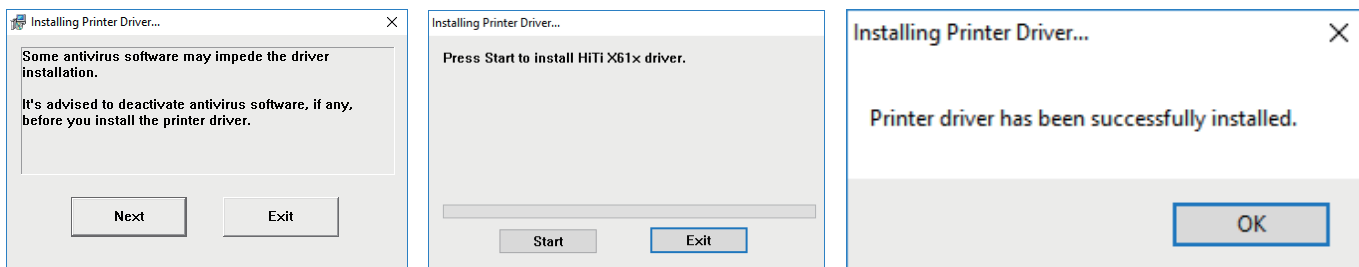 Installing Printer Driver...
Some antivirus software may impede the driver
installation.
It's advised to deactivate antivirus software, if any,
before you install the printer driver.
Next
Exit
Installing Printer Driver...
Press Start to install HiTi X61x driver.
Start
Exit
Installing Printer Driver...
Printer driver has been successfully installed.
OK